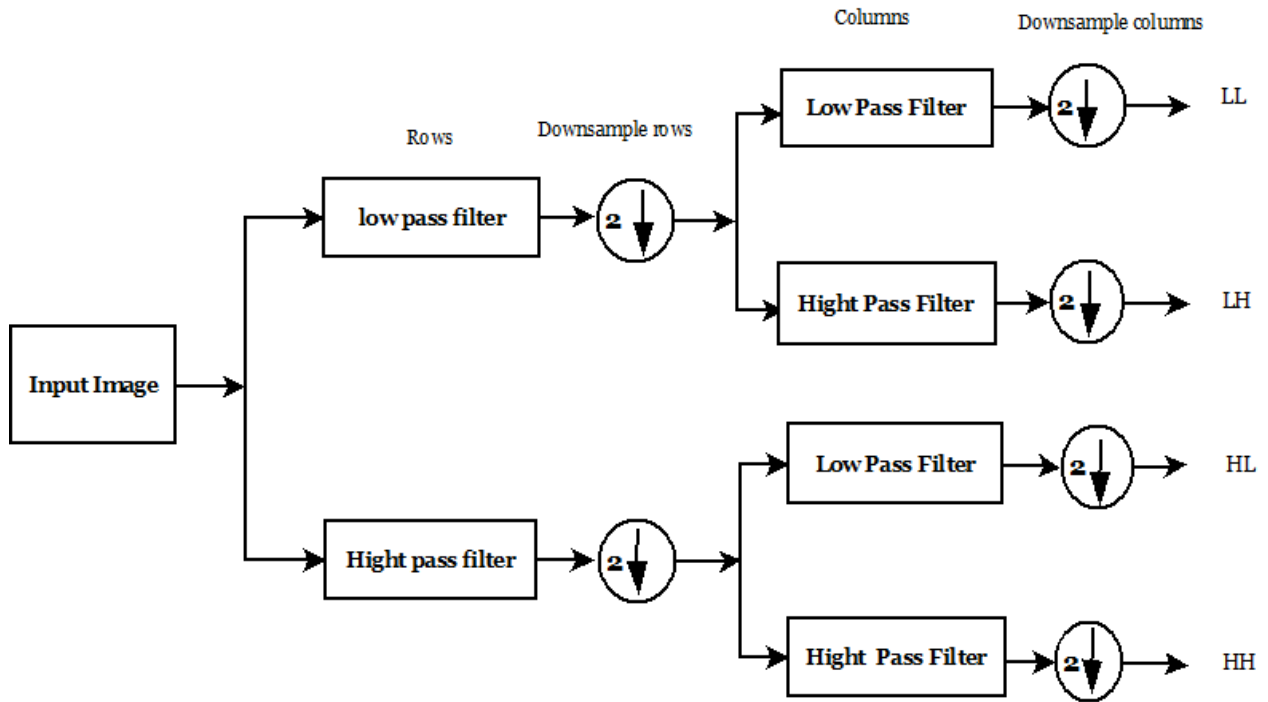 Columns
Downsample columns
Low Pass Filter
2
LL
Rows
Downsample rows
low pass filter
2
Hight Pass Filter
2
LH
Input Image
Low Pass Filter
2
HL
Hight pass filter
2
Hight Pass Filter
2
HH